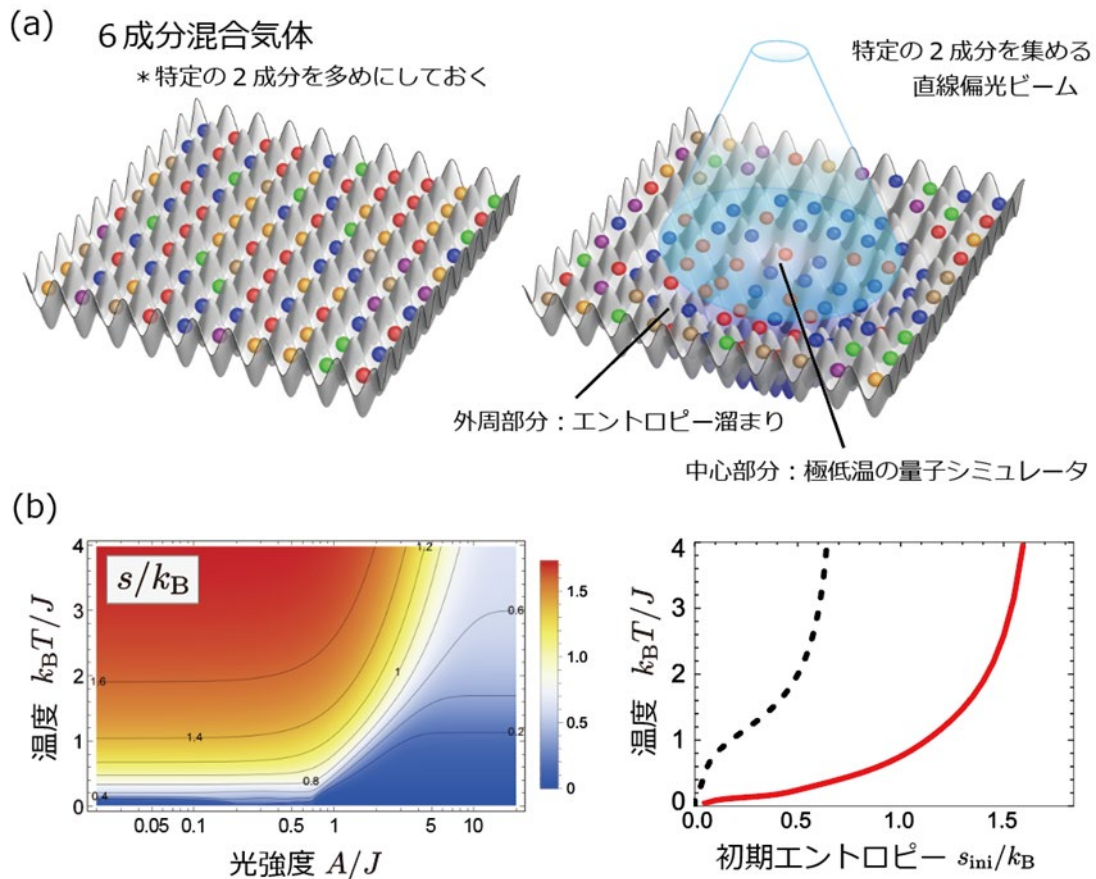 (a)
6成分混合気体
*特定の2成分を多めにしておく
特定の2成分を集める
直線偏光ビーム
外周部分：エントロピー溜まり
中心部分：極低温の量子シミュレータ
(b)
s/kB
温度 kBT/J
4
3
2
1
0
1.6
1.4
1.2
1
0.8
0.6
0.4
0.2
0.05
0.1
0.5
1
5
10
光強度 A/J
1.5
1.0
0.5
0
温度 kBT/J
4
3
2
1
0
0.0
0.5
1.0
1.5
初期エントロピー sini/kB